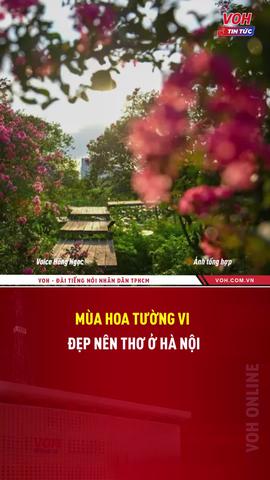 VOH
TIN TỨC
Voice Hồng Ngọc
Ảnh tổng hợp
VOH - ĐÀI TIẾNG NÓI NHÂN DÂN TPHCM
VOH.COM.VN
MÙA HOA TƯỜNG VI
ĐẸP NÊN THƠ Ở HÀ NỘI
VOH ONLINE
VOH